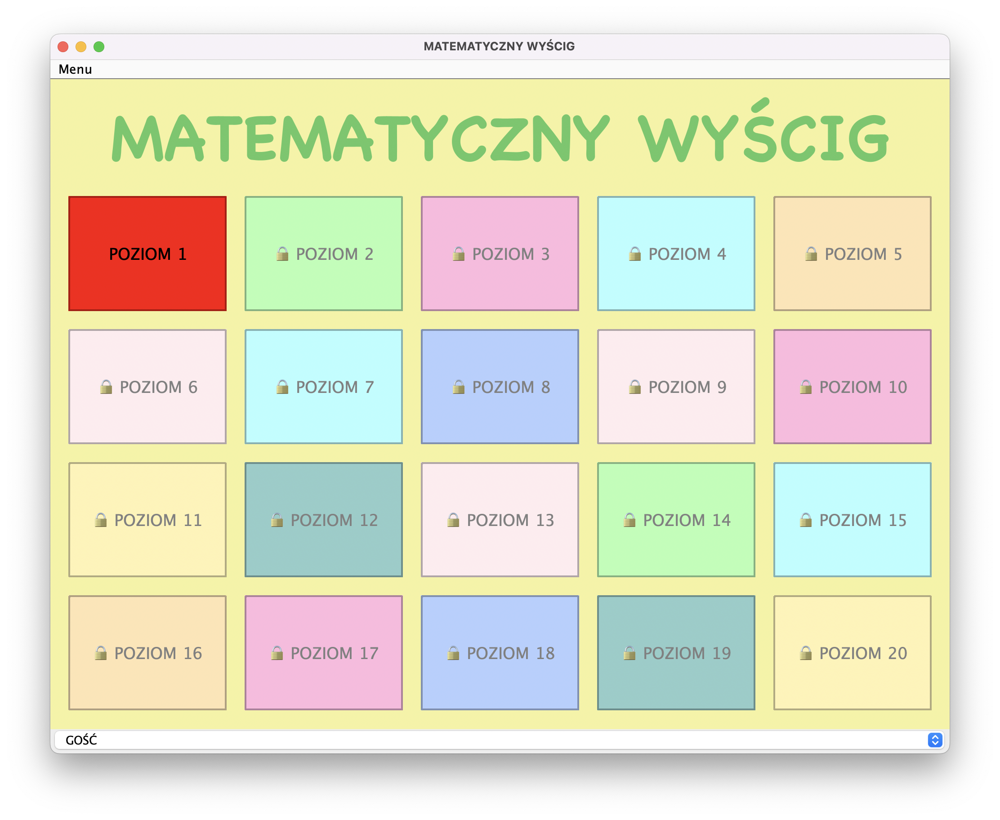 MATEMATYCZNY WYŚCIG
Menu
MATEMATYCZNY WYŚCIG
POZIOM 1
🔒 POZIOM 2
🔒 POZIOM 3
🔒 POZIOM 4
🔒 POZIOM 5
🔒 POZIOM 6
🔒 POZIOM 7
🔒 POZIOM 8
🔒 POZIOM 9
🔒 POZIOM 10
🔒 POZIOM 11
🔒 POZIOM 12
🔒 POZIOM 13
🔒 POZIOM 14
🔒 POZIOM 15
🔒 POZIOM 16
🔒 POZIOM 17
🔒 POZIOM 18
🔒 POZIOM 19
🔒 POZIOM 20
GOŚĆ